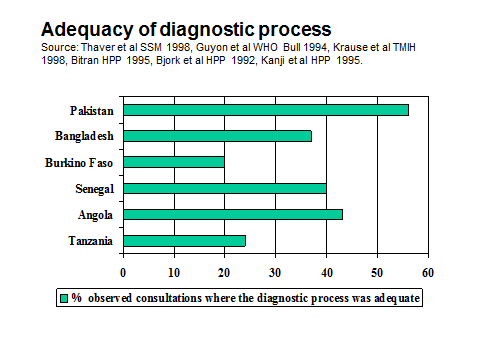 Adequacy of diagnostic process
Source: Thaver et al SSM 1998, Guyon et al WHO Bull 1994, Krause et al TMIH
1998, Bitran HPP 1995, Bjork et al HPP 1992, Kanji et al HPP 1995.
Pakistan
Bangladesh
Burkino Faso
Senegal
Angola
Tanzania
0 10 20 30 40 50 60
% observed consultations where the diagnostic process was adequate